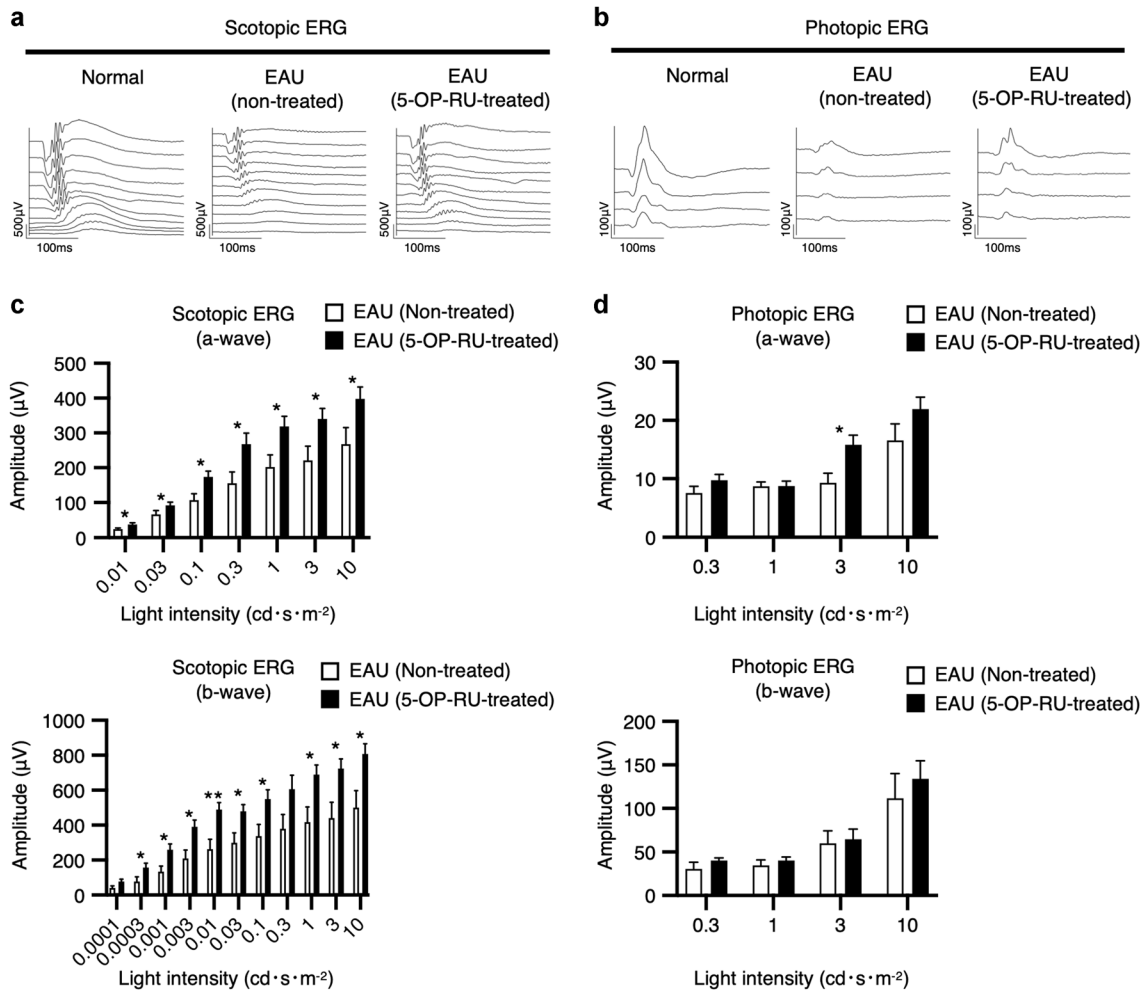 a
Scotopic ERG
Normal
EAU
(non-treated)
EAU
(5-OP-RU-treated)
500μV
100ms
500μV
100ms
500μV
100ms
b
Photopic ERG
Normal
EAU
(non-treated)
EAU
(5-OP-RU-treated)
100μV
100ms
100μV
100ms
100μV
100ms
c
Scotopic ERG
(a-wave)
EAU (Non-treated)
EAU (5-OP-RU-treated)
Amplitude (μV)
500
400
300
200
100
0
* * * * * * *
0.01 0.03 0.1 0.3 1 3 10
Light intensity (cd・s・m-2)
Scotopic ERG
(b-wave)
EAU (Non-treated)
EAU (5-OP-RU-treated)
Amplitude (μV)
1000
800
600
400
200
0
* * * ** * * * * *
0.0001 0.0003 0.001 0.003 0.01 0.03 0.1 0.3 1 3 10
Light intensity (cd・s・m-2)
d
Photopic ERG
(a-wave)
EAU (Non-treated)
EAU (5-OP-RU-treated)
Amplitude (μV)
30
20
10
0
*
0.3 1 3 10
Light intensity (cd・s・m-2)
Photopic ERG
(b-wave)
EAU (Non-treated)
EAU (5-OP-RU-treated)
Amplitude (μV)
200
150
100
50
0
0.3 1 3 10
Light intensity (cd・s・m-2)